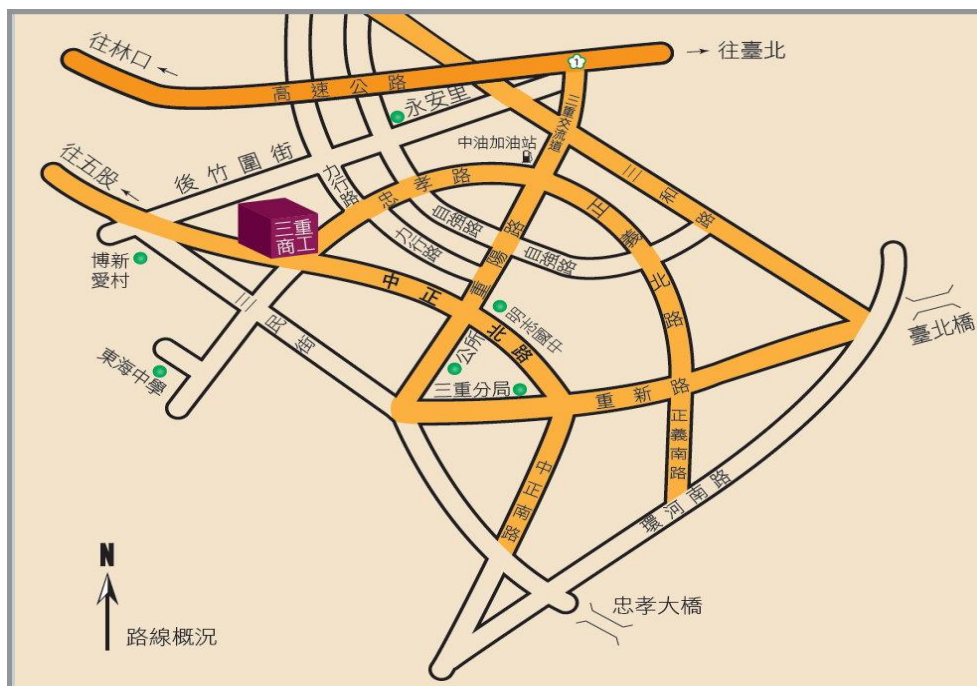 往林口
往臺北
1
高速公路
永安里
三重交流道
中油加油站
後竹圍街
往五股
力行路
忠孝路
三和路
三重
商工
自強路
力行路
自強路
重陽路
正義北路
博新
愛村
中正北路
三民街
明志國中
臺北橋
公所
東海中學
三重分局
重新路
正義南路
中正南路
環河南路
N
忠孝大橋
路線概況